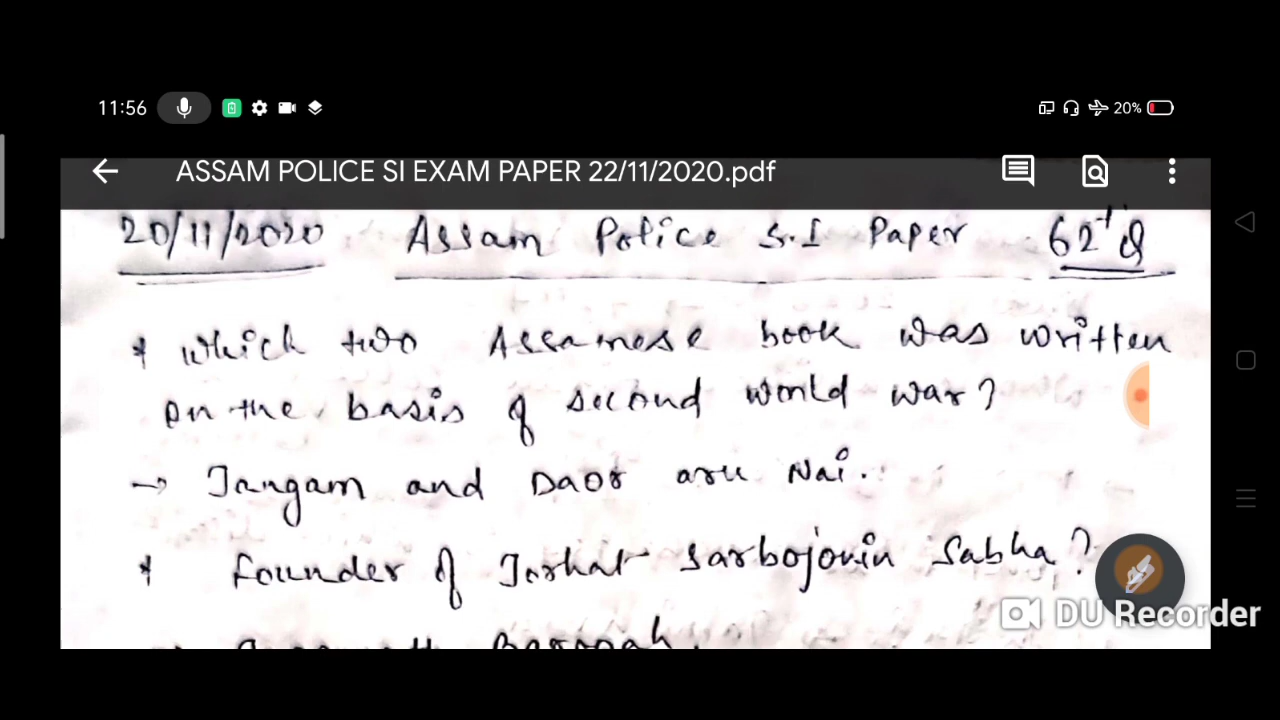 11:56
20%
ASSAM POLICE SI EXAM PAPER 22/11/2020.pdf
20/11/2020 Assam Police S.I Paper
* which two Assamese book was written
on the basis of second world war?
→ Jangam and Daor aru Nai.
* Founder of Jorhat Sarbojonin Sabha?
DU Recorder